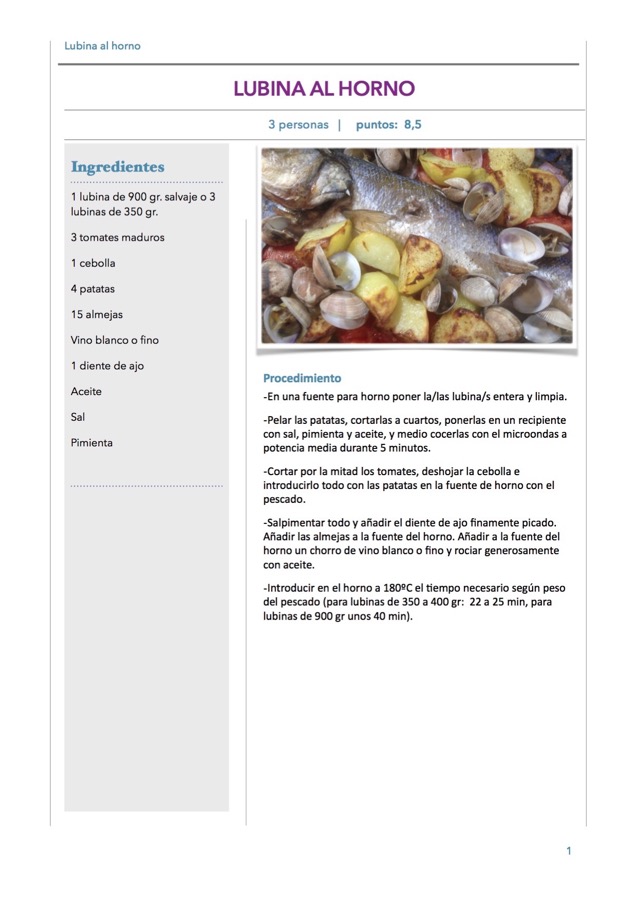 Lubina al horno
LUBINA AL HORNO
3 personas | puntos: 8,5
Ingredientes
1 lubina de 900 gr. salvaje o 3
lubinas de 350 gr.
3 tomates maduros
1 cebolla
4 patatas
15 almejas
Vino blanco o fino
1 diente de ajo
Aceite
Sal
Pimienta
Procedimiento
-En una fuente para horno poner la/las lubina/s entera y limpia.
-Pelar las patatas, cortarlas a cuartos, ponerlas en un recipiente
con sal, pimienta y aceite, y medio cocerlas con el microondas a
potencia media durante 5 minutos.
-Cortar por la mitad los tomates, deshojar la cebolla e
introducirlo todo con las patatas en la fuente de horno con el
pescado.
-Salpimentar todo y añadir el diente de ajo finamente picado.
Añadir las almejas a la fuente del horno. Añadir a la fuente del
horno un chorro de vino blanco o fino y rociar generosamente
con aceite.
-Introducir en el horno a 180ºC el tiempo necesario según peso
del pescado (para lubinas de 350 a 400 gr:  22 a 25 min, para
lubinas de 900 gr unos 40 min).
1